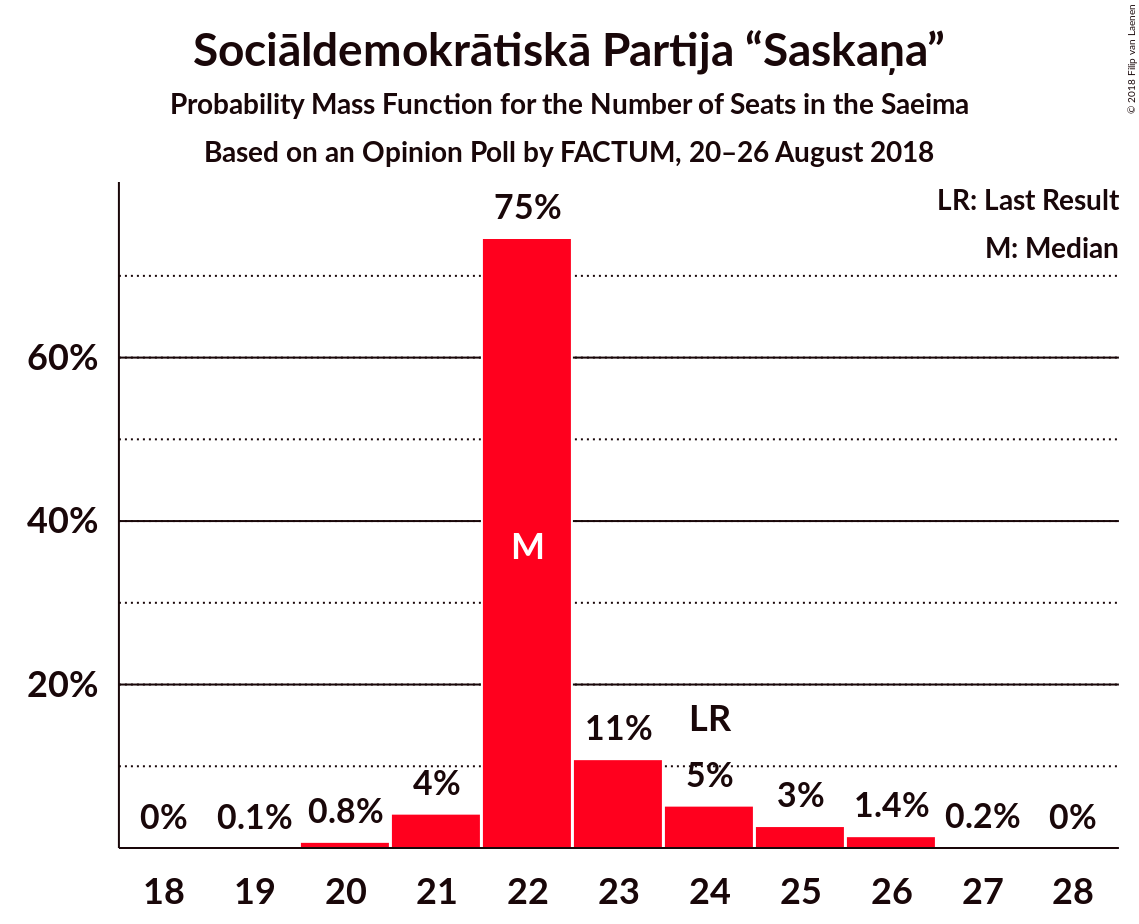 Sociāldemokrātiskā Partija “Saskaņa”
Probability Mass Function for the Number of Seats in the Saeima
Based on an Opinion Poll by FACTUM, 20–26 August 2018
© 2018 Filip van Laenen
LR: Last Result
M: Median
75%
60%
40%
M
20%
LR
11%
5%
4%
3%
1.4%
0.8%
0% 0.1% 0.2% 0%
18 19 20 21 22 23 24 25 26 27 28